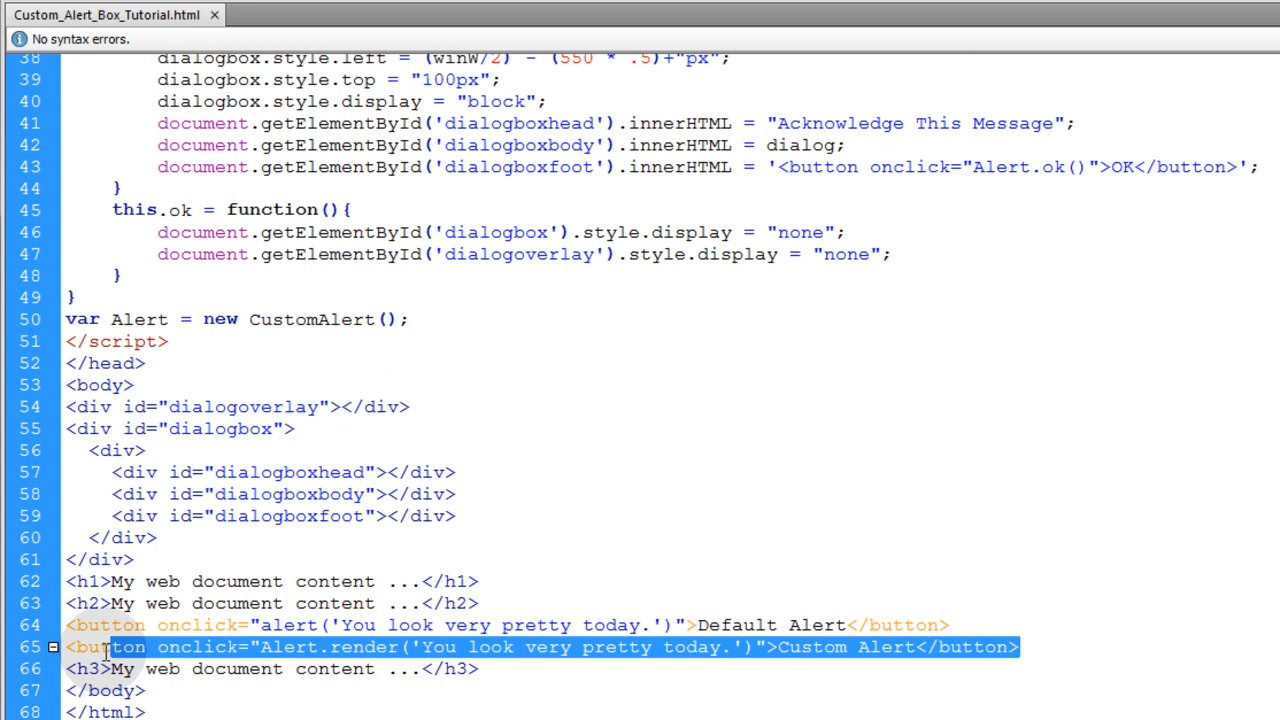 Custom_Alert_Box_Tutorial.html ×
No syntax errors.
38 dialogbox.style.left = (winW/2) - (550 * .5)+"px";
39 dialogbox.style.top = "100px";
40 dialogbox.style.display = "block";
41 document.getElementById('dialogboxhead').innerHTML = "Acknowledge This Message";
42 document.getElementById('dialogboxbody').innerHTML = dialog;
43 document.getElementById('dialogboxfoot').innerHTML = '<button onclick="Alert.ok()">OK</button>';
44 }
45 this.ok = function(){
46 document.getElementById('dialogbox').style.display = "none";
47 document.getElementById('dialogoverlay').style.display = "none";
48 }
49 }
50 var Alert = new CustomAlert();
51 </script>
52 </head>
53 <body>
54 <div id="dialogoverlay"></div>
55 <div id="dialogbox">
56 <div>
57 <div id="dialogboxhead"></div>
58 <div id="dialogboxbody"></div>
59 <div id="dialogboxfoot"></div>
60 </div>
61 </div>
62 <h1>My web document content ...</h1>
63 <h2>My web document content ...</h2>
64 <button onclick="alert('You look very pretty today.')">Default Alert</button>
65 <button onclick="Alert.render('You look very pretty today.')">Custom Alert</button>
66 <h3>My web document content ...</h3>
67 </body>
68 </html>